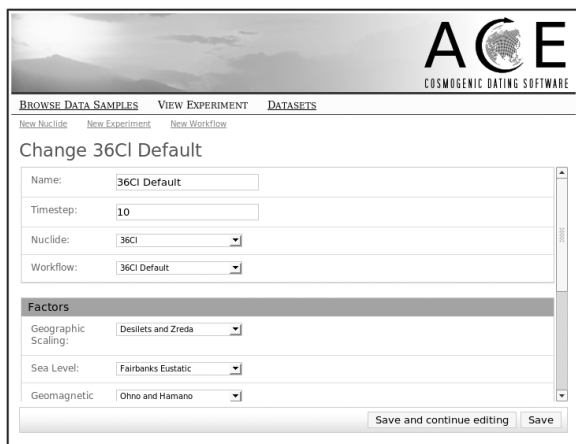 ACE
COSMOGENIC DATING SOFTWARE
BROWSE DATA SAMPLES VIEW EXPERIMENT DATASETS
New Nuclide New Experiment New Workflow
Change 36Cl Default
Name: 36Cl Default
Timestep: 10
Nuclide: 36Cl
Workflow: 36Cl Default
Factors
Geographic Scaling: Desilets and Zreda
Sea Level: Fairbanks Eustatic
Geomagnetic Ohno and Hamano
Save and continue editing Save